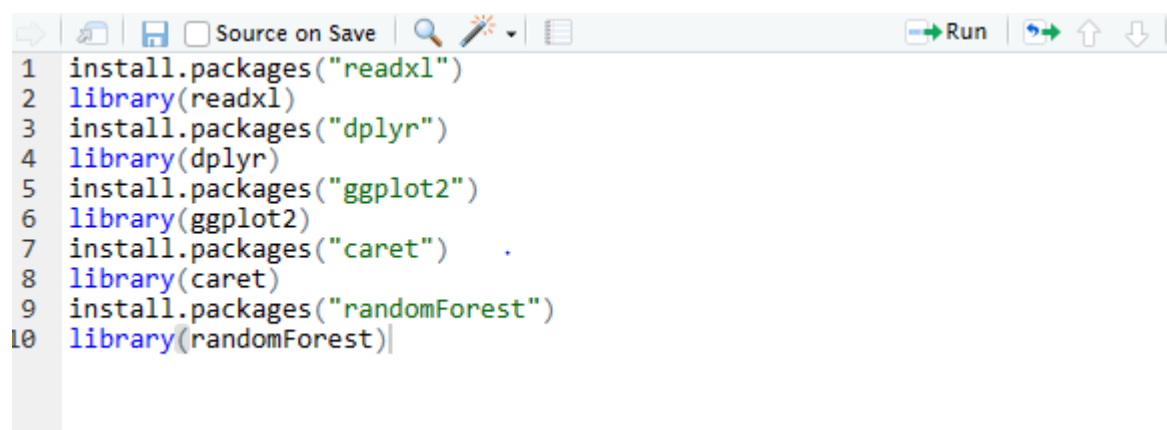 Source on Save Run
1 install.packages("readxl")
2 library(readxl)
3 install.packages("dplyr")
4 library(dplyr)
5 install.packages("ggplot2")
6 library(ggplot2)
7 install.packages("caret")
8 library(caret)
9 install.packages("randomForest")
10 library(randomForest)